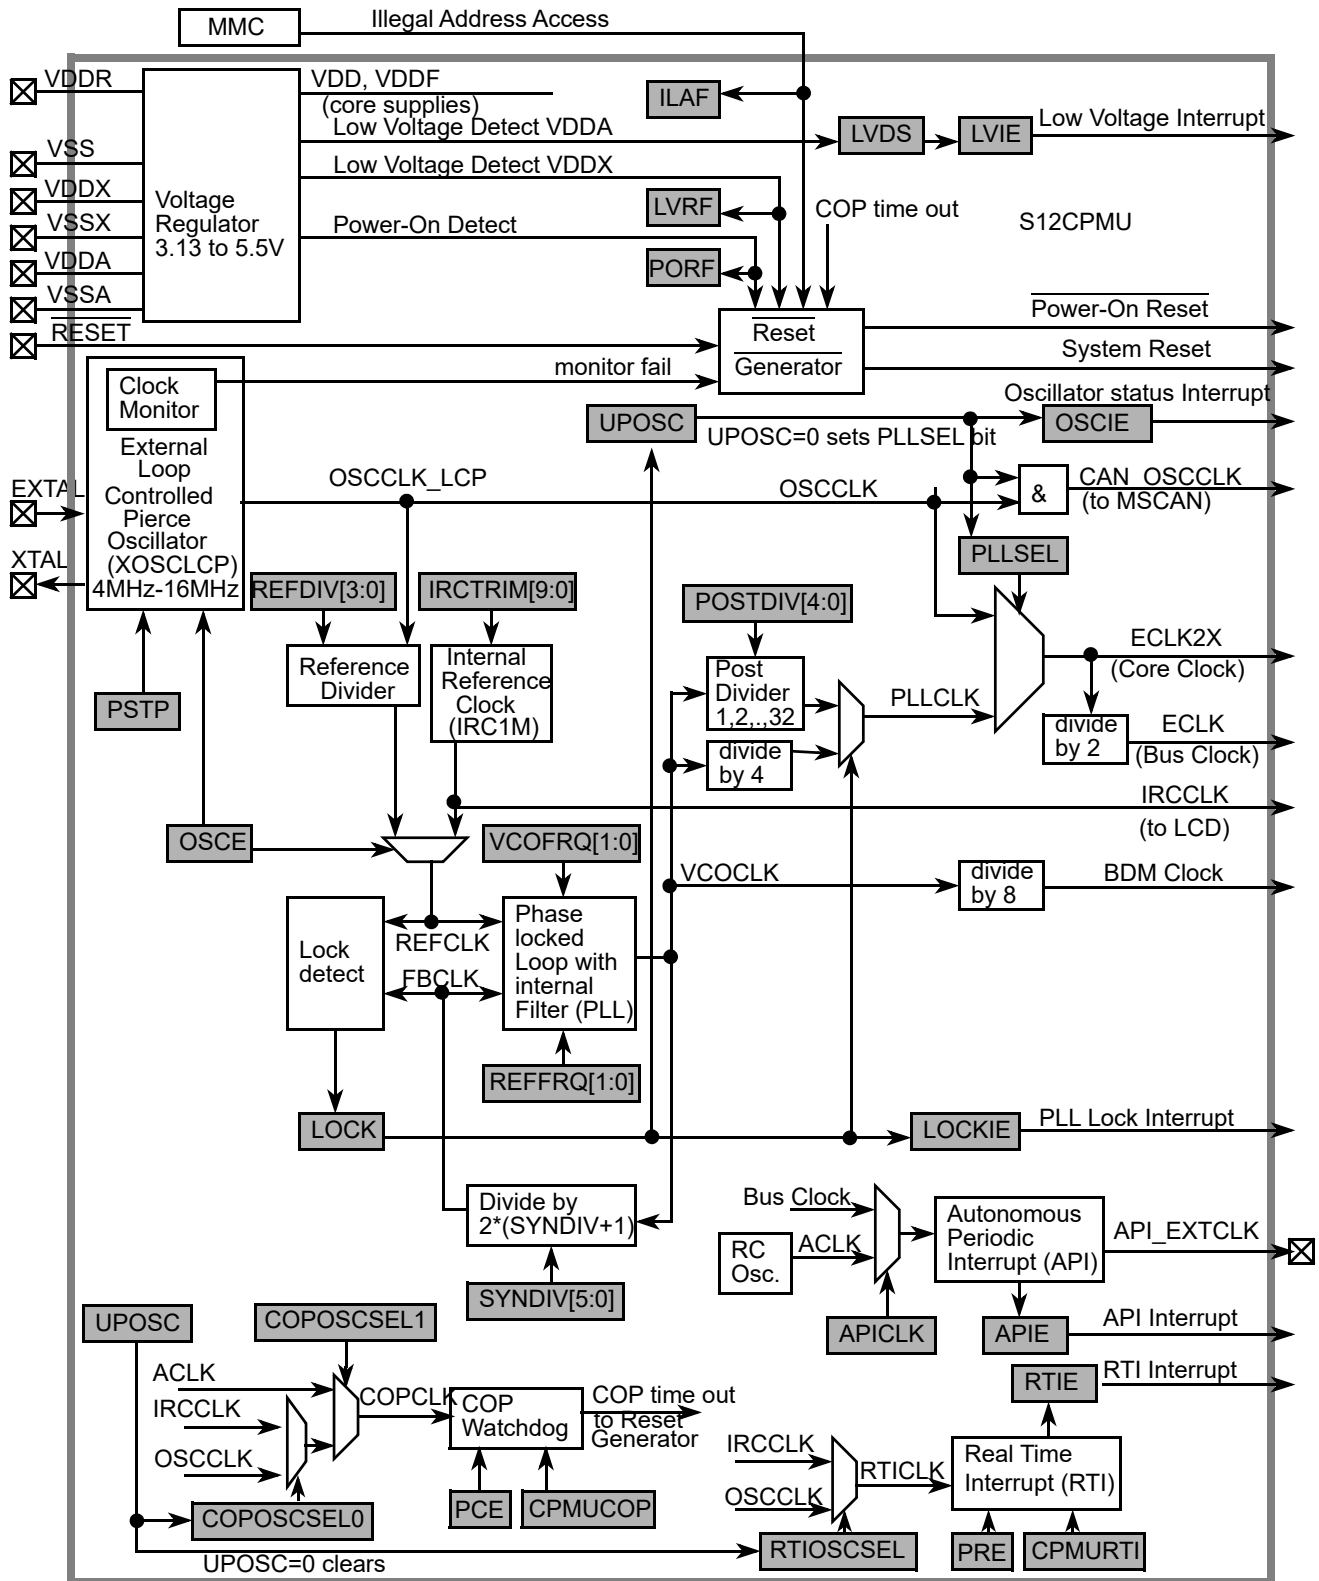 Illegal Address Access
MMC
VDDR
VDD, VDDF
(core supplies)
ILAF
Low Voltage Detect VDDA
LVDS
LVIE
Low Voltage Interrupt
VSS
Low Voltage Detect VDDX
VDDX
Voltage
Regulator
3.13 to 5.5V
LVRF
COP time out
S12CPMU
VSSX
Power-On Detect
VDDA
PORF
VSSA
RESET
Power-On Reset
Reset
Generator
System Reset
monitor fail
Clock
Monitor
Oscillator status Interrupt
UPOSC
OSCIE
UPOSC=0 sets PLLSEL bit
External
Loop
Controlled
Pierce
Oscillator
(XOSCLCP)
4MHz-16MHz
EXTAL
XTAL
OSCCLK_LCP
OSCCLK
&
CAN_OSCCLK
(to MSCAN)
PLLSEL
REFDIV[3:0]
IRCTRIM[9:0]
POSTDIV[4:0]
Reference
Divider
Internal
Reference
Clock
(IRC1M)
Post
Divider
1,2,.,32
PLLCLK
ECLK2X
(Core Clock)
PSTP
divide
by 4
divide
by 2
ECLK
(Bus Clock)
IRCCLK
(to LCD)
OSCE
VCOFRQ[1:0]
VCOCLK
divide
by 8
BDM Clock
Lock
detect
REFCLK
FBCLK
Phase
locked
Loop with
internal
Filter (PLL)
REFFRQ[1:0]
LOCK
LOCKIE
PLL Lock Interrupt
Divide by
2*(SYNDIV+1)
SYNDIV[5:0]
Bus Clock
RC
Osc.
ACLK
Autonomous
Periodic
Interrupt (API)
API_EXTCLK
APICLK
APIE
API Interrupt
UPOSC
COPOSCSEL1
ACLK
IRCCLK
OSCCLK
COPCLK
COP
Watchdog
COP time out
to Reset
Generator
RTIE
RTI Interrupt
IRCCLK
OSCCLK
RTICLK
Real Time
Interrupt (RTI)
COPOSCSEL0
PCE
CPMUCOP
RTIOSCSEL
PRE
CPMURTI
UPOSC=0 clears